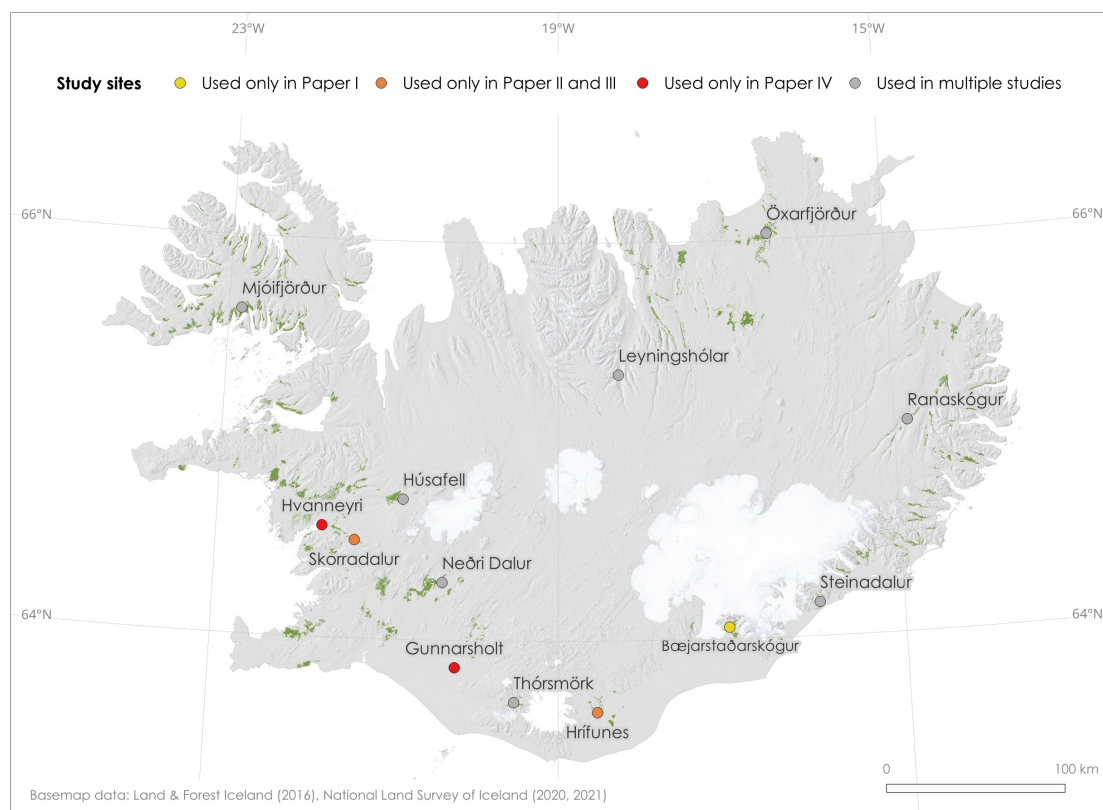 23°W 19°W 15°W
Study sites Used only in Paper I Used only in Paper II and III Used only in Paper IV Used in multiple studies
66°N 66°N
Öxarfjörður
Mjóifjörður
Leyningshólar
Ranaskógur
Húsafell
Hvanneyri
Skorradalur
Neðri Dalur
Steinadalur
64°N 64°N
Bæjarstaðarskógur
Gunnarsholt
Thórsmörk
Hrífunes
0 100 km
Basemap data: Land & Forest Iceland (2016), National Land Survey of Iceland (2020, 2021)